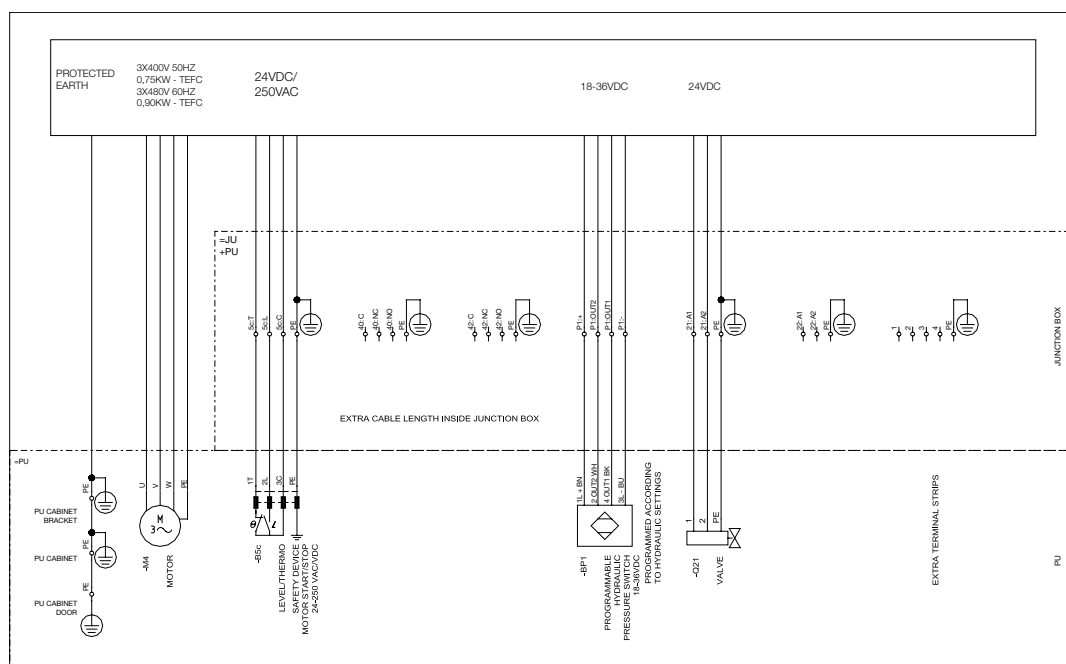 PROTECTED
EARTH
3X400V 50HZ
0,75KW - TEFC
3X480V 60HZ
0,90KW - TEFC
24VDC/
250VAC
18-36VDC
24VDC
=JU
+PU
5c:T
5c:L
5c:C
PE
40:C
40:NC
40:NO
PE
42:C
42:NC
42:NO
PE
P1:+
P1:OUT2
P1:OUT1
P1:-
21:A1
21:A2
PE
22:A1
22:A2
PE
1
2
3
4
PE
JUNCTION BOX
EXTRA CABLE LENGTH INSIDE JUNCTION BOX
=PU
PE
PU CABINET
BRACKET
PE
PU CABINET
PE
PU CABINET
DOOR
U
V
W
PE
M
3
-M4
MOTOR
1T
2L
3C
PE
θ
-B5c
LEVEL/THERMO
SAFETY DEVICE
MOTOR START/STOP
24-250 VAC/VDC
1L + BN
2 OUT2 WH
4 OUT1 BK
3L - BU
-BP1
PROGRAMMABLE
HYDRAULIC
PRESSURE SWITCH
18-36VDC
PROGRAMMED ACCORDING
TO HYDRAULIC SETTINGS
1
2
PE
-Q21
VALVE
EXTRA TERMINAL STRIPS
PU